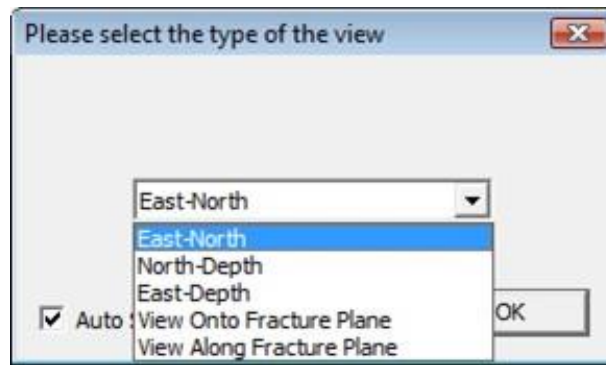 Please select the type of the view
East-North
East-North
North-Depth
East-Depth
Auto
View Onto Fracture Plane
OK
View Along Fracture Plane